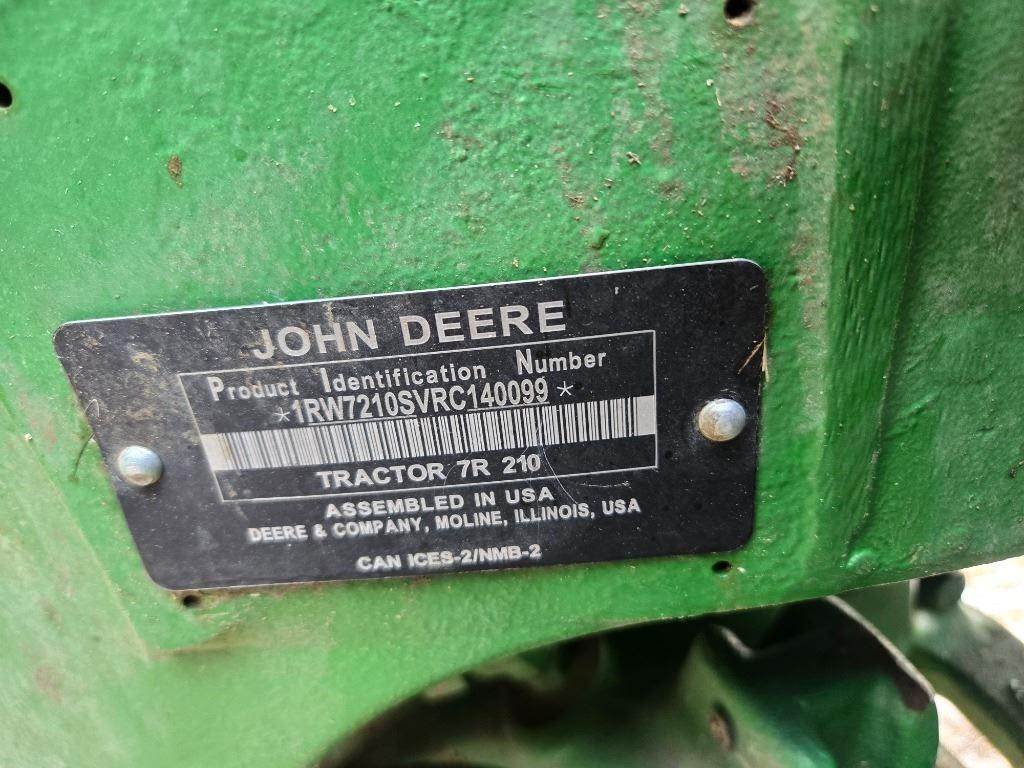 JOHN DEERE
Product Identification Number
*1RW7210SVRC140099*
TRACTOR 7R 210
ASSEMBLED IN USA
DEERE & COMPANY, MOLINE, ILLINOIS, USA
CAN ICES-2/NMB-2